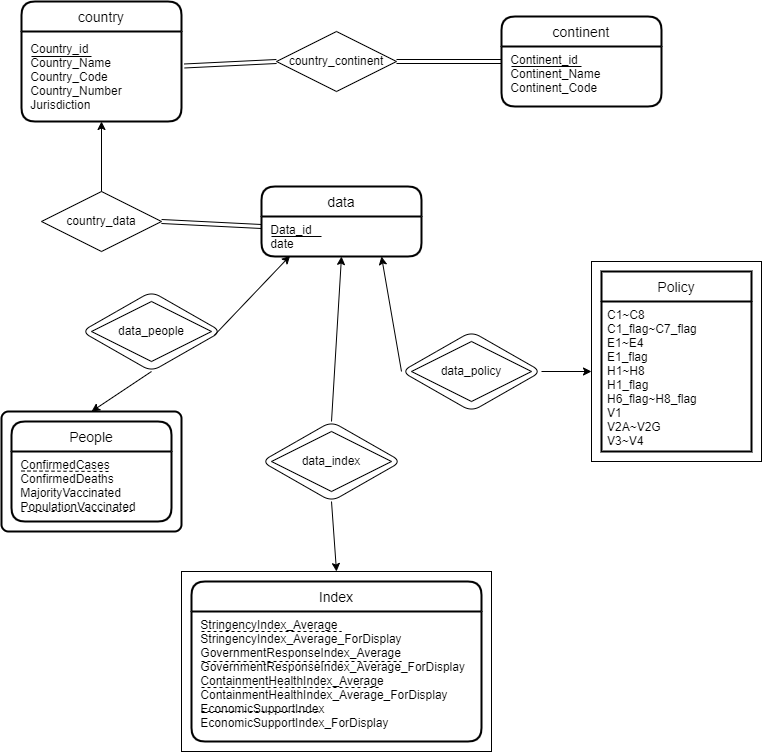 country
Country_id
Country_Name
Country_Code
Country_Number
Jurisdiction
country_continent
continent
Continent_id
Continent_Name
Continent_Code
country_data
data
Data_id
date
data_people
data_policy
Policy
C1~C8
C1_flag~C7_flag
E1~E4
E1_flag
H1~H8
H1_flag
H6_flag~H8_flag
V1
V2A~V2G
V3~V4
People
ConfirmedCases
ConfirmedDeaths
MajorityVaccinated
PopulationVaccinated
data_index
Index
StringencyIndex_Average
StringencyIndex_Average_ForDisplay
GovernmentResponseIndex_Average
GovernmentResponseIndex_Average_ForDisplay
ContainmentHealthIndex_Average
ContainmentHealthIndex_Average_ForDisplay
EconomicSupportIndex
EconomicSupportIndex_ForDisplay